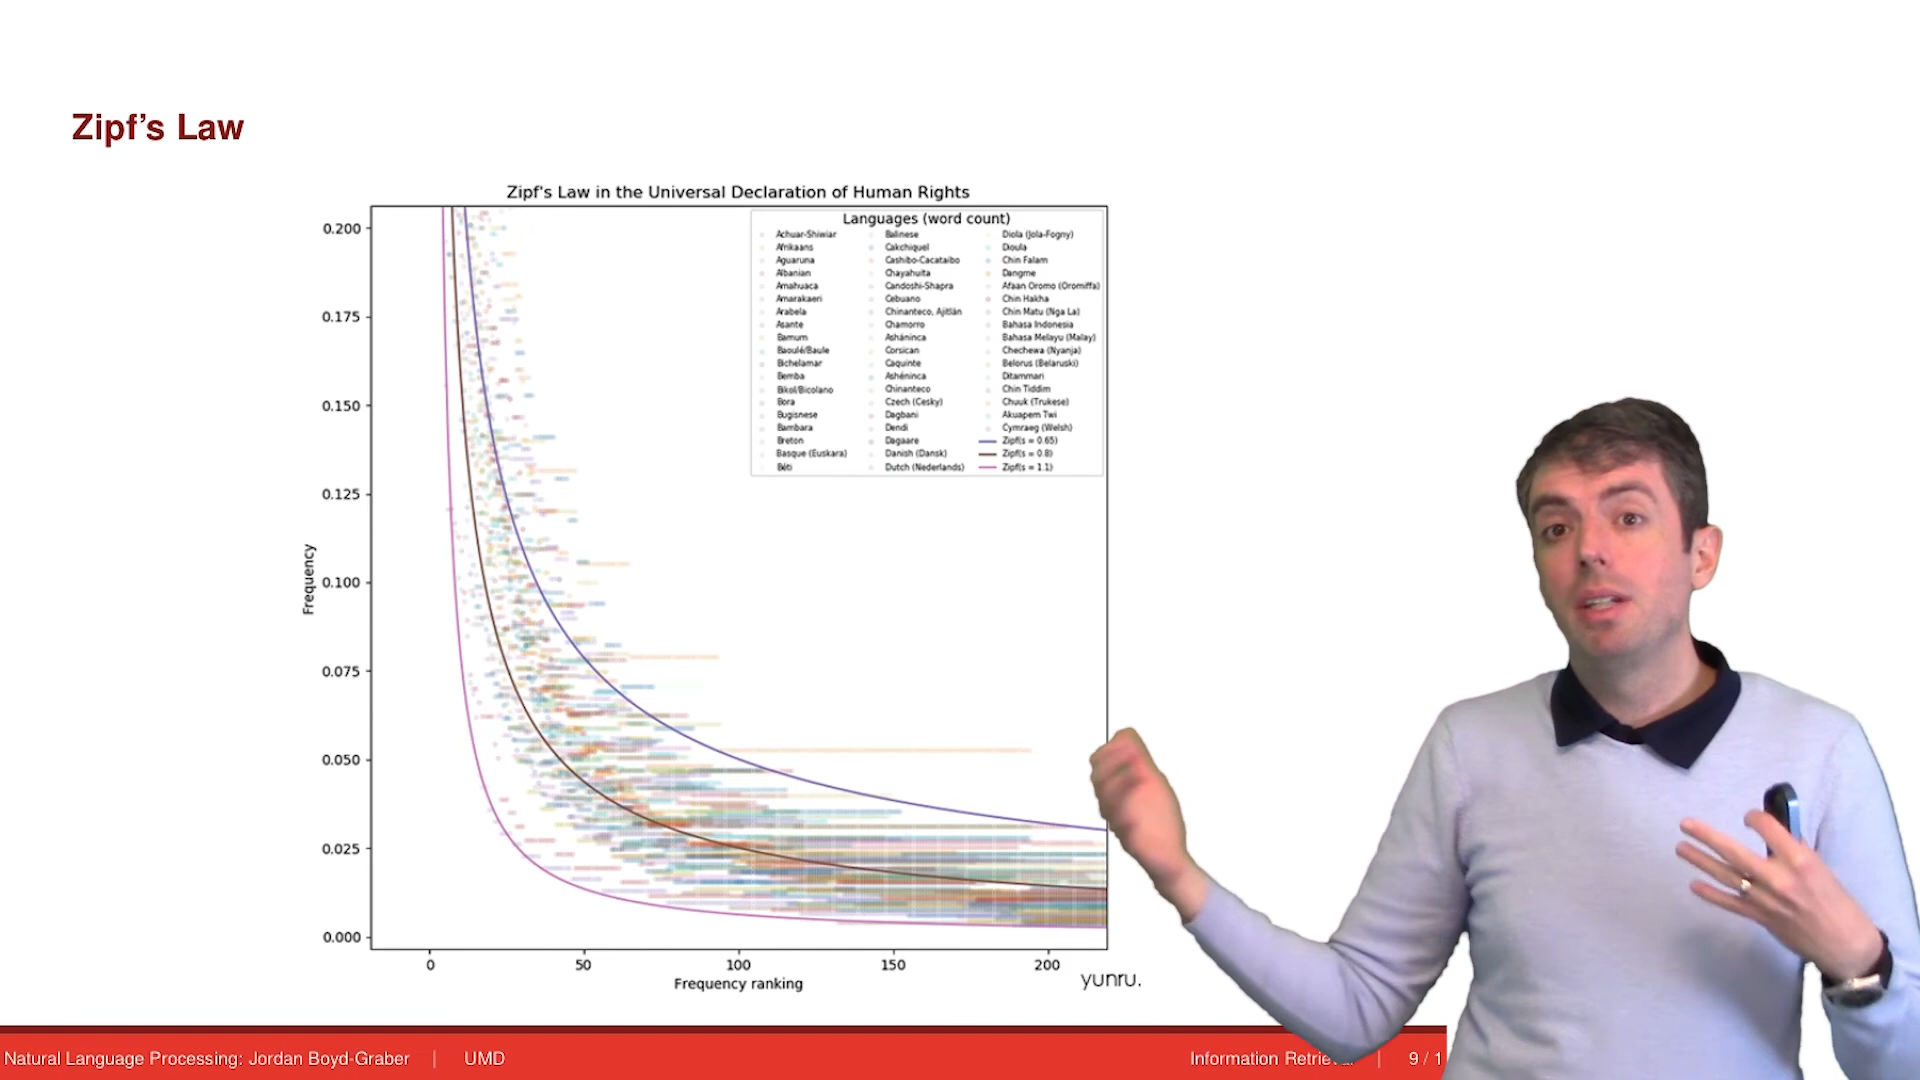 Zipf's Law
Zipf's Law in the Universal Declaration of Human Rights
Languages (word count)
Achuar-Shiwiar
Afrikaans
Aguaruna
Albanian
Amahuaca
Amarakaeri
Arabela
Asante
Bamum
Baoulé/Baule
Bichelamar
Bemba
Bikol/Bicolano
Bora
Bugisnese
Bambara
Breton
Basque (Euskara)
Béti
Balinese
Cakchiquel
Cashibo-Cacataibo
Chayahuita
Candoshi-Shapra
Cebuano
Chinanteco, Ajitlán
Chamorro
Asháninca
Corsican
Caquinte
Ashéninca
Chinanteco
Czech (Cesky)
Dagbani
Dendi
Dagaare
Danish (Dansk)
Dutch (Nederlands)
Diola (Jola-Fogny)
Dioula
Chin Falam
Dangme
Afaan Oromo (Oromiffa)
Chin Hakha
Chin Matu (Nga La)
Bahasa Indonesia
Bahasa Melayu (Malay)
Chechewa (Nyanja)
Belorus (Belaruski)
Ditammari
Chin Tiddim
Chuuk (Trukese)
Akuapem Twi
Cymraeg (Welsh)
Zipf(s = 0.65)
Zipf(s = 0.8)
Zipf(s = 1.1)
0.200
0.175
0.150
0.125
0.100
0.075
0.050
0.025
0.000
Frequency
0 50 100 150 200
Frequency ranking
yunru.
Natural Language Processing: Jordan Boyd-Graber | UMD
Information | 9 / 1